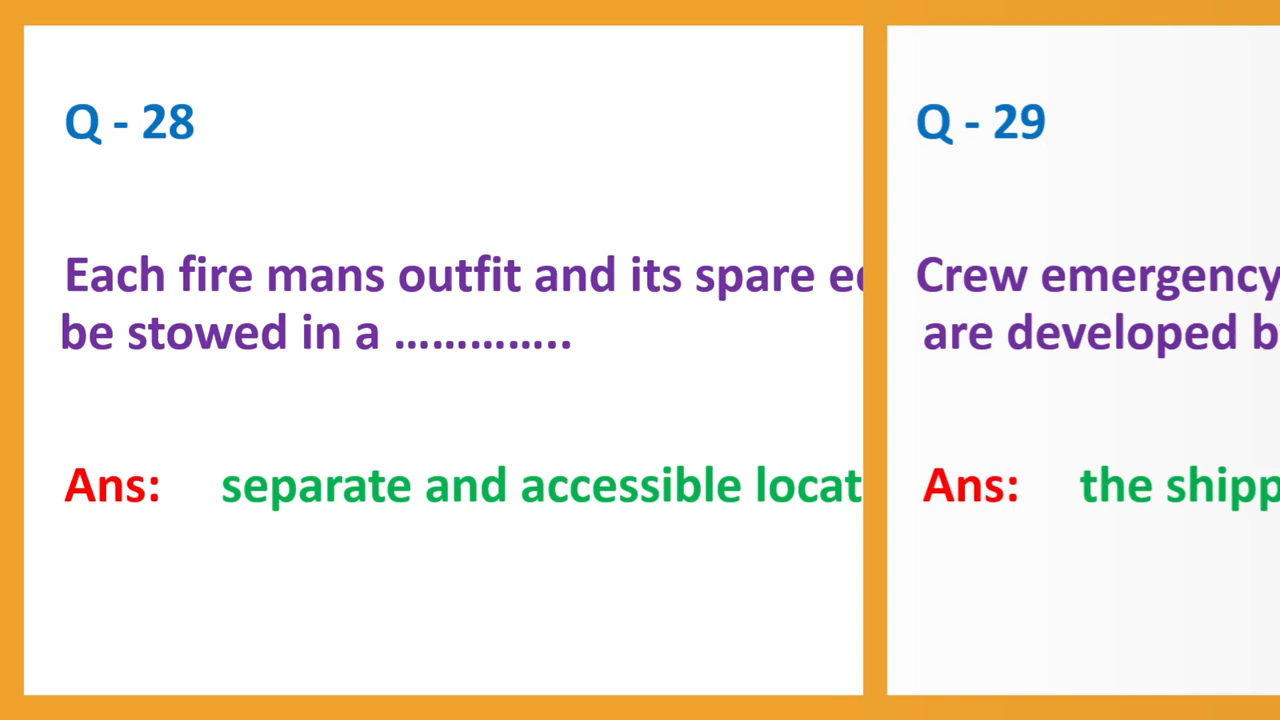 Q - 28
Each fire mans outfit and its spare
be stowed in a …………..
Ans: separate and accessible
Q - 29
Crew emergency
are developed
Ans: the